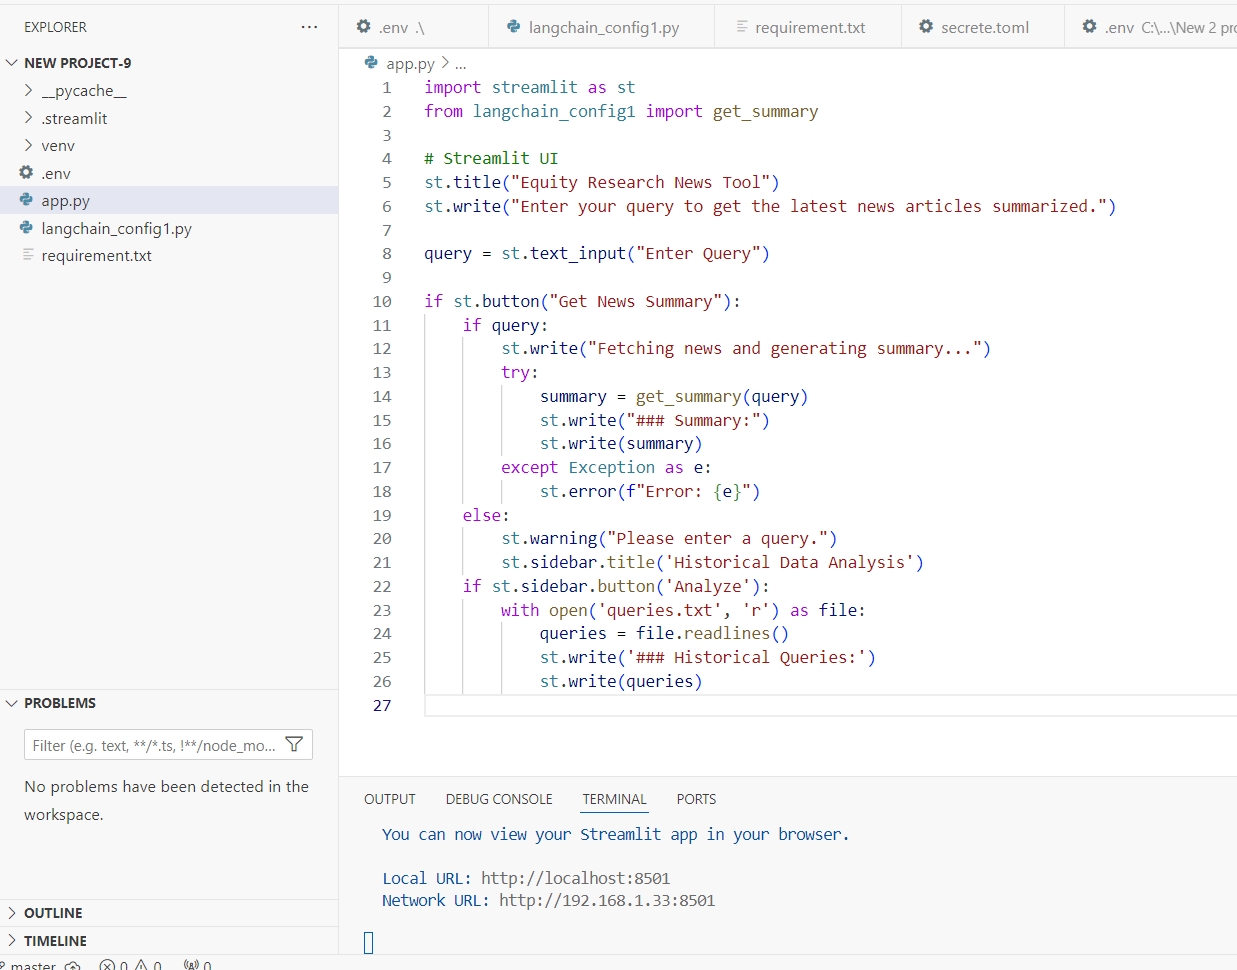 EXPLORER
...
NEW PROJECT-9
__pycache__
.streamlit
venv
.env
app.py
langchain_config1.py
requirement.txt
PROBLEMS
Filter (e.g. text, **/*.ts, !**/node_mo...
No problems have been detected in the
workspace.
OUTLINE
TIMELINE
master 0 0 0
.env .\ langchain_config1.py requirement.txt secrete.toml .env C:\...\New 2 pro
app.py > ...
1 import streamlit as st
2 from langchain_config1 import get_summary
3
4 # Streamlit UI
5 st.title("Equity Research News Tool")
6 st.write("Enter your query to get the latest news articles summarized.")
7
8 query = st.text_input("Enter Query")
9
10 if st.button("Get News Summary"):
11     if query:
12         st.write("Fetching news and generating summary...")
13         try:
14             summary = get_summary(query)
15             st.write("### Summary:")
16             st.write(summary)
17         except Exception as e:
18             st.error(f"Error: {e}")
19     else:
20         st.warning("Please enter a query.")
21         st.sidebar.title('Historical Data Analysis')
22     if st.sidebar.button('Analyze'):
23         with open('queries.txt', 'r') as file:
24             queries = file.readlines()
25             st.write('### Historical Queries:')
26             st.write(queries)
27
OUTPUT DEBUG CONSOLE TERMINAL PORTS
You can now view your Streamlit app in your browser.
Local URL: http://localhost:8501
Network URL: http://192.168.1.33:8501